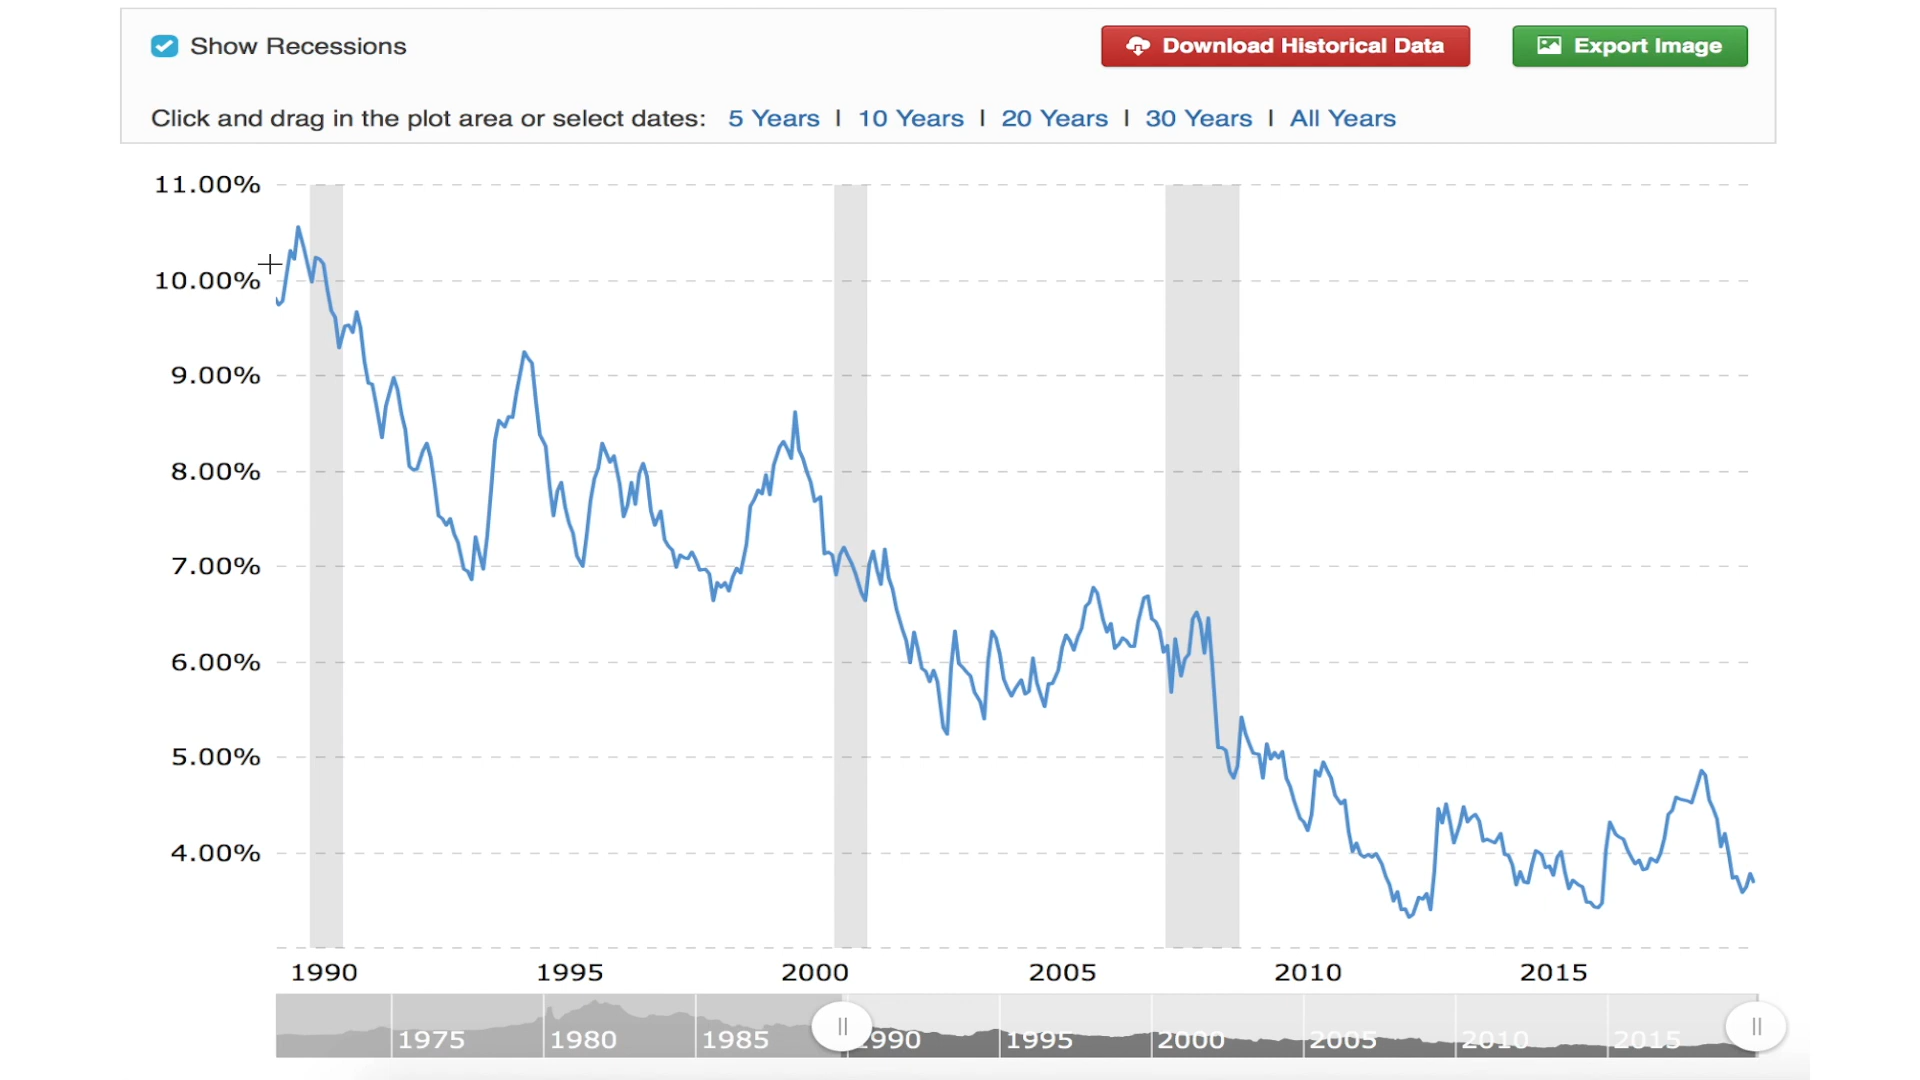 Show Recessions Download Historical Data Export Image
Click and drag in the plot area or select dates: 5 Years | 10 Years | 20 Years | 30 Years | All Years
11.00%
10.00%
9.00%
8.00%
7.00%
6.00%
5.00%
4.00%
1990 1995 2000 2005 2010 2015
1975 1980 1985 1990 1995 2000 2005 2010 2015